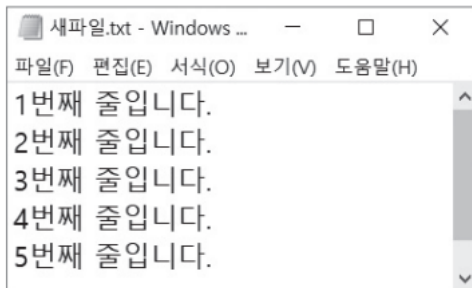 새파일.txt - Windows ...
파일(F) 편집(E) 서식(O) 보기(V) 도움말(H)
1번째 줄입니다.
2번째 줄입니다.
3번째 줄입니다.
4번째 줄입니다.
5번째 줄입니다.